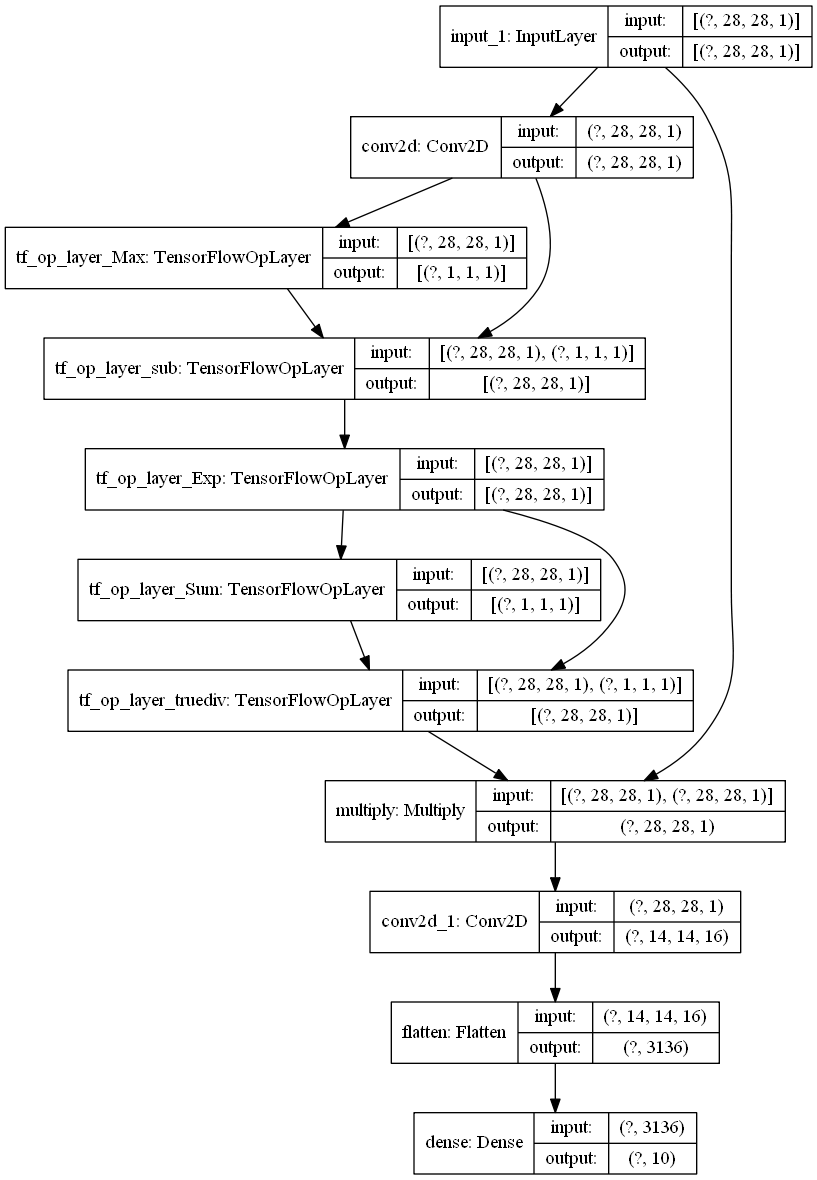 input_1: InputLayer
input: [(?, 28, 28, 1)]
output: [(?, 28, 28, 1)]
conv2d: Conv2D
input: (?, 28, 28, 1)
output: (?, 28, 28, 1)
tf_op_layer_Max: TensorFlowOpLayer
input: [(?, 28, 28, 1)]
output: [(?, 1, 1, 1)]
tf_op_layer_sub: TensorFlowOpLayer
input: [(?, 28, 28, 1), (?, 1, 1, 1)]
output: [(?, 28, 28, 1)]
tf_op_layer_Exp: TensorFlowOpLayer
input: [(?, 28, 28, 1)]
output: [(?, 28, 28, 1)]
tf_op_layer_Sum: TensorFlowOpLayer
input: [(?, 28, 28, 1)]
output: [(?, 1, 1, 1)]
tf_op_layer_truediv: TensorFlowOpLayer
input: [(?, 28, 28, 1), (?, 1, 1, 1)]
output: [(?, 28, 28, 1)]
multiply: Multiply
input: [(?, 28, 28, 1), (?, 28, 28, 1)]
output: (?, 28, 28, 1)
conv2d_1: Conv2D
input: (?, 28, 28, 1)
output: (?, 14, 14, 16)
flatten: Flatten
input: (?, 14, 14, 16)
output: (?, 3136)
dense: Dense
input: (?, 3136)
output: (?, 10)